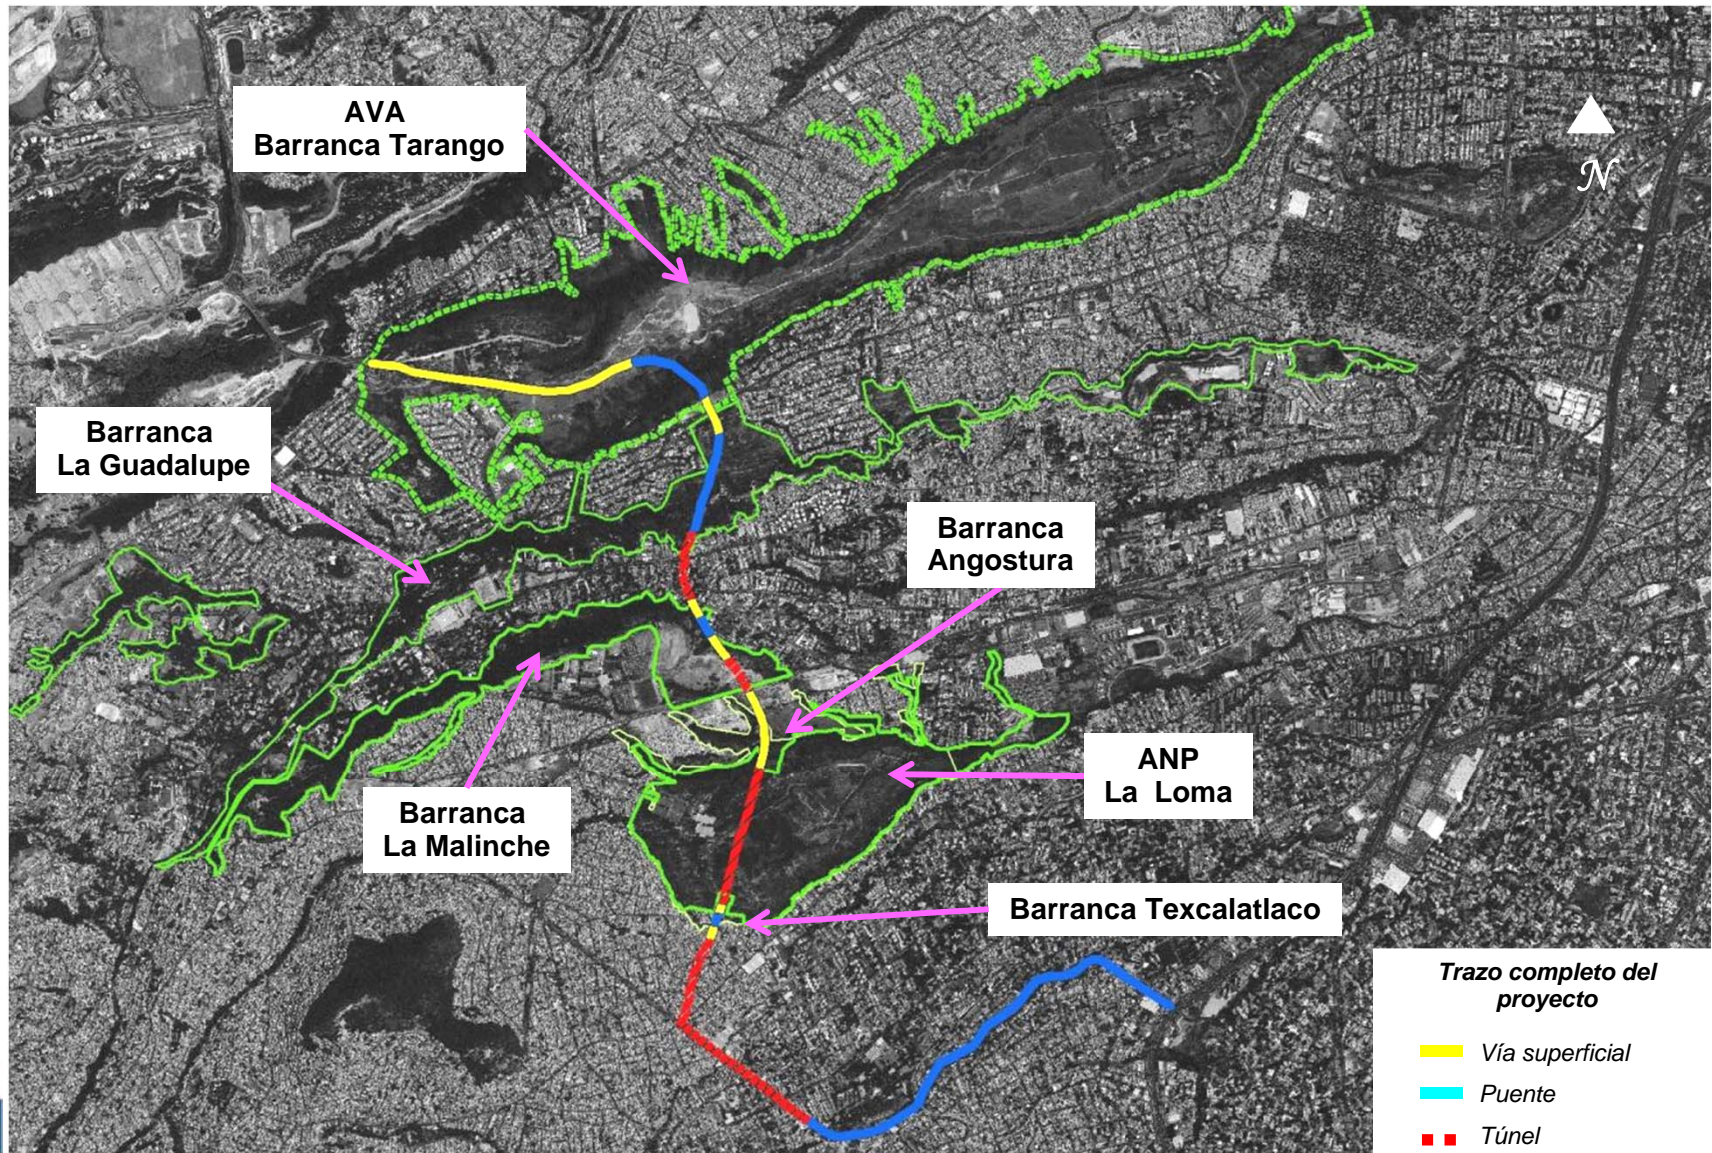 AVA
Barranca Tarango
N
Barranca
La Guadalupe
Barranca
Angostura
ANP
La Loma
Barranca
La Malinche
Barranca Texcalatlaco
Trazo completo del
proyecto
Vía superficial
Puente
Túnel